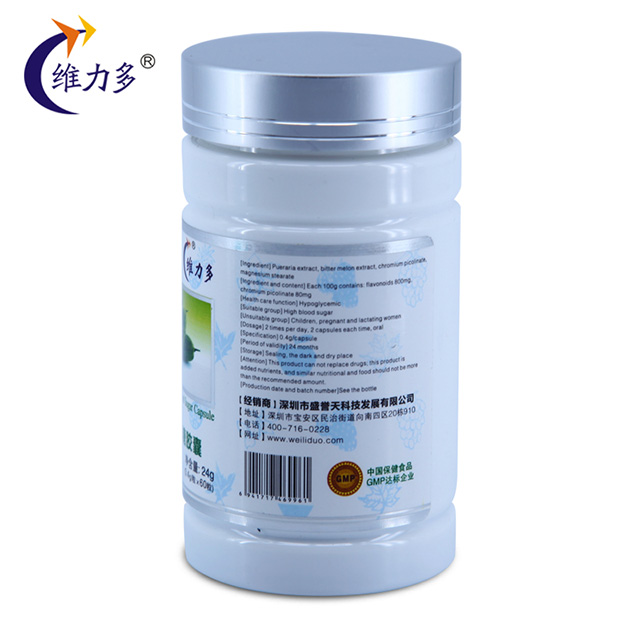 维力多®
维力多®
[Ingredient] Pueraria extract, bitter melon extract, chromium picolinate,
magnesium stearate
[Ingredient and content] Each 100g contains: flavonoids 800mg,
chromium picolinate 80mg
[Health care function] Hypoglycemic
[Suitable group] High blood sugar
[Unsuitable group] Children, pregnant and lactating women
[Dosage] 2 times per day, 2 capsules each time, oral
[Specification] 0.4g/capsule
[Period of validity] 24 months
[Storage] Sealing, the dark and dry place
[Attention] This product can not replace drugs; this product is
added nutrients, and similar nutritional and food should not be more
than the recommended amount.
[Production date and batch number]See the bottle
Capsule
胶囊
净含量: 24g
×60粒)
【经销商】深圳市盛誉天科技发展有限公司
【地址】深圳市宝安区民治街道向南四区20栋910
【电话】400-716-0228
【网址】www.weiliduo.com
6941717469961
GMP
中国保健食品
GMP达标企业